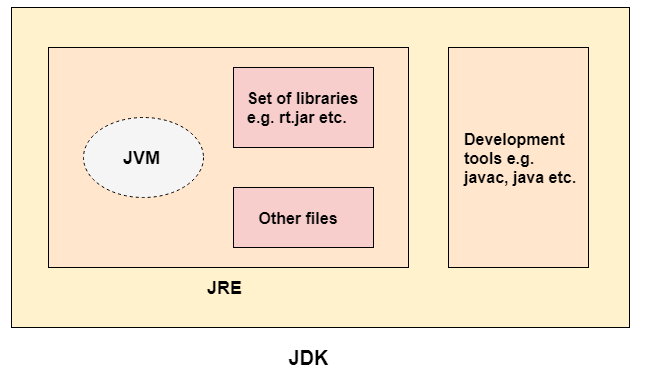 Set of libraries
e.g. rt.jar etc.
JVM
Other files
Development
tools e.g.
javac, java etc.
JRE
JDK